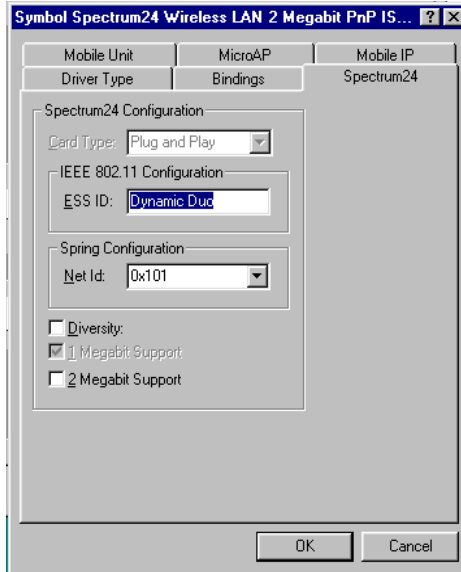 Symbol Spectrum24 Wireless LAN 2 Megabit PnP IS...
Mobile Unit MicroAP Mobile IP
Driver Type Bindings Spectrum24
Spectrum24 Configuration
Card Type: Plug and Play
IEEE 802.11 Configuration
ESS ID: Dynamic Duo
Spring Configuration
Net Id: 0x101
Diversity:
1 Megabit Support
2 Megabit Support
OK Cancel